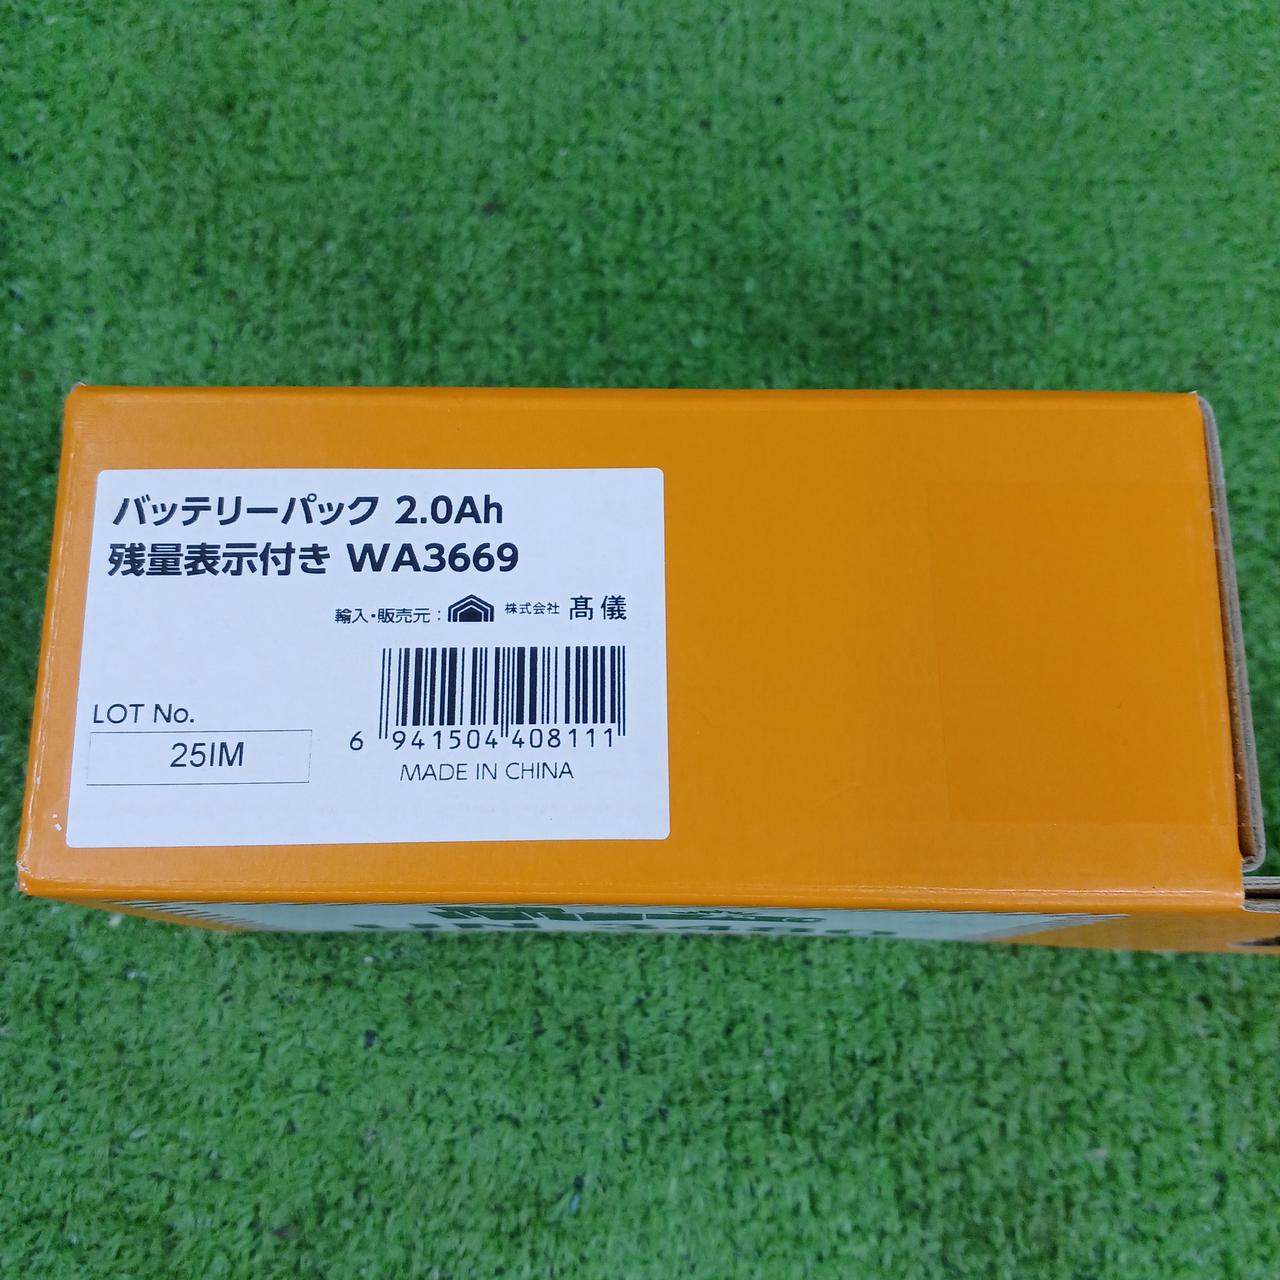 バッテリーパック 2.0Ah
残量表示付き WA3669
輸入・販売元： 株式会社 髙儀
LOT No.
25IM
6 941504 408111
MADE IN CHINA